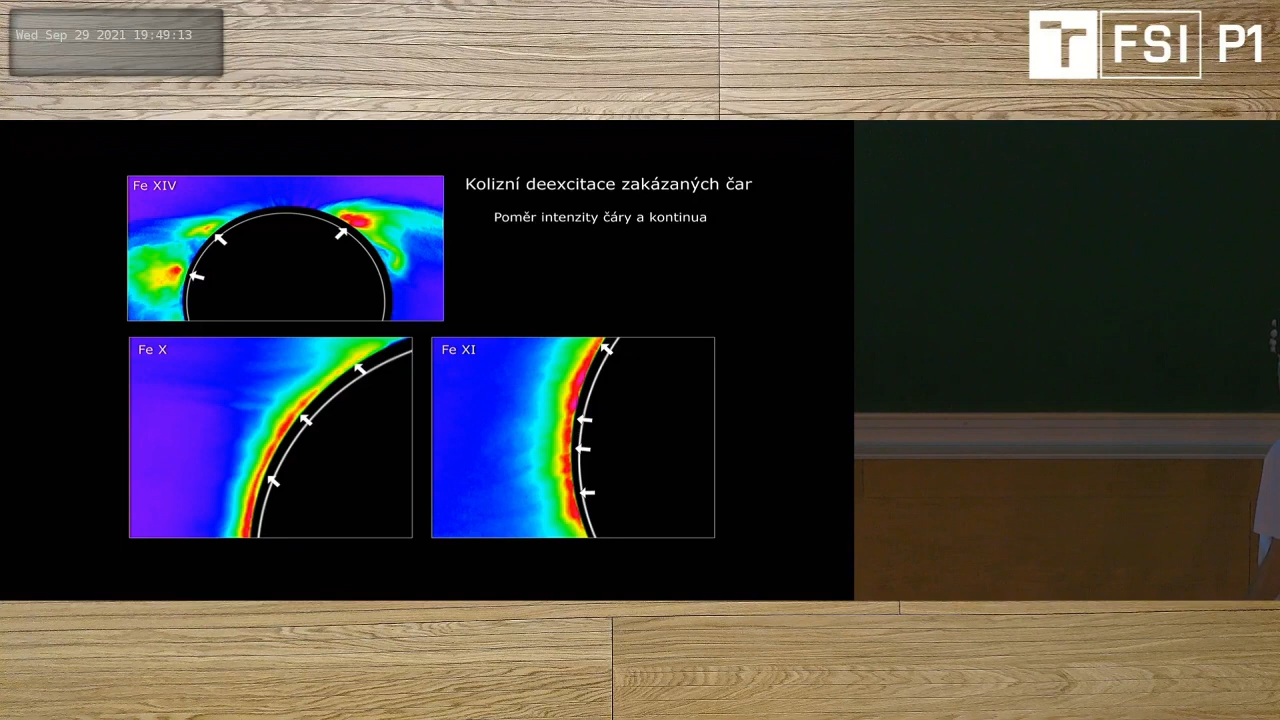 Wed Sep 29 2021 19:49:13
T FSI P1
Fe XIV
Kolizní deexcitace zakázaných čar
Poměr intenzity čáry a kontinua
Fe X
Fe XI